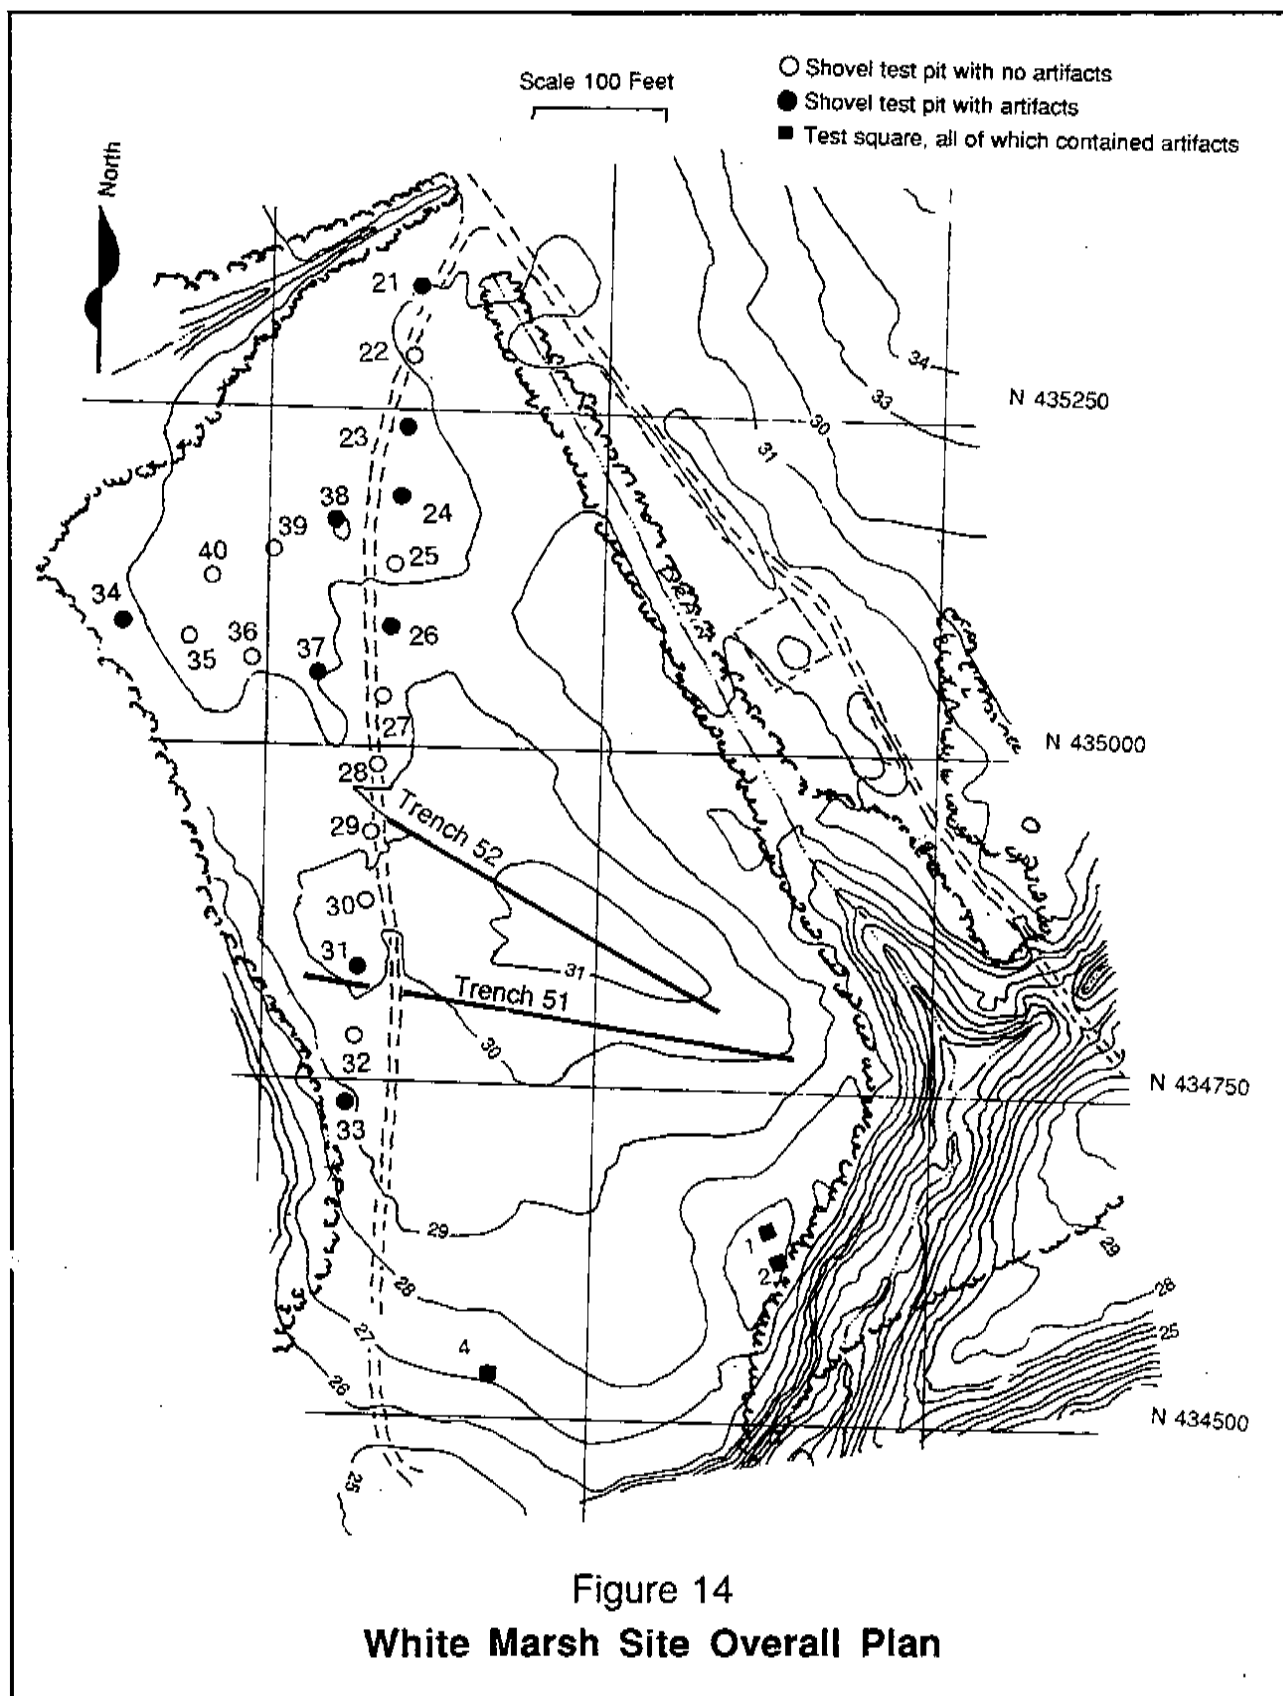 Scale 100 Feet
Shovel test pit with no artifacts
Shovel test pit with artifacts
Test square, all of which contained artifacts
North
21
22
23
24
25
26
27
28
29
30
31
32
33
34
35
36
37
38
39
40
DRAIN
34
33
30
31
N 435250
N 435000
Trench 52
31
Trench 51
30
N 434750
29
28
27
26
25
1
2
4
29
28
25
N 434500
Figure 14
White Marsh Site Overall Plan